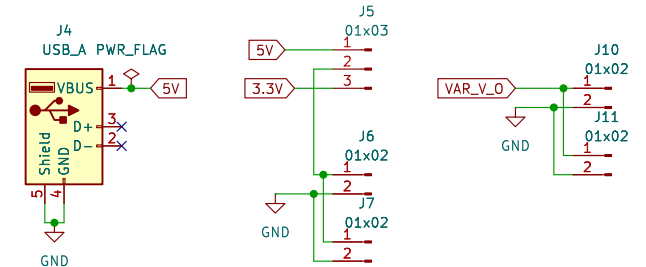 J4
USB_A PWR_FLAG
VBUS
1
5V
D+
3
D-
2
Shield
GND
5
4
GND
J5
01x03
5V
1
2
3.3V
3
J6
01x02
1
2
GND
J7
01x02
1
2
J10
01x02
VAR_V_O
1
2
GND
J11
01x02
1
2